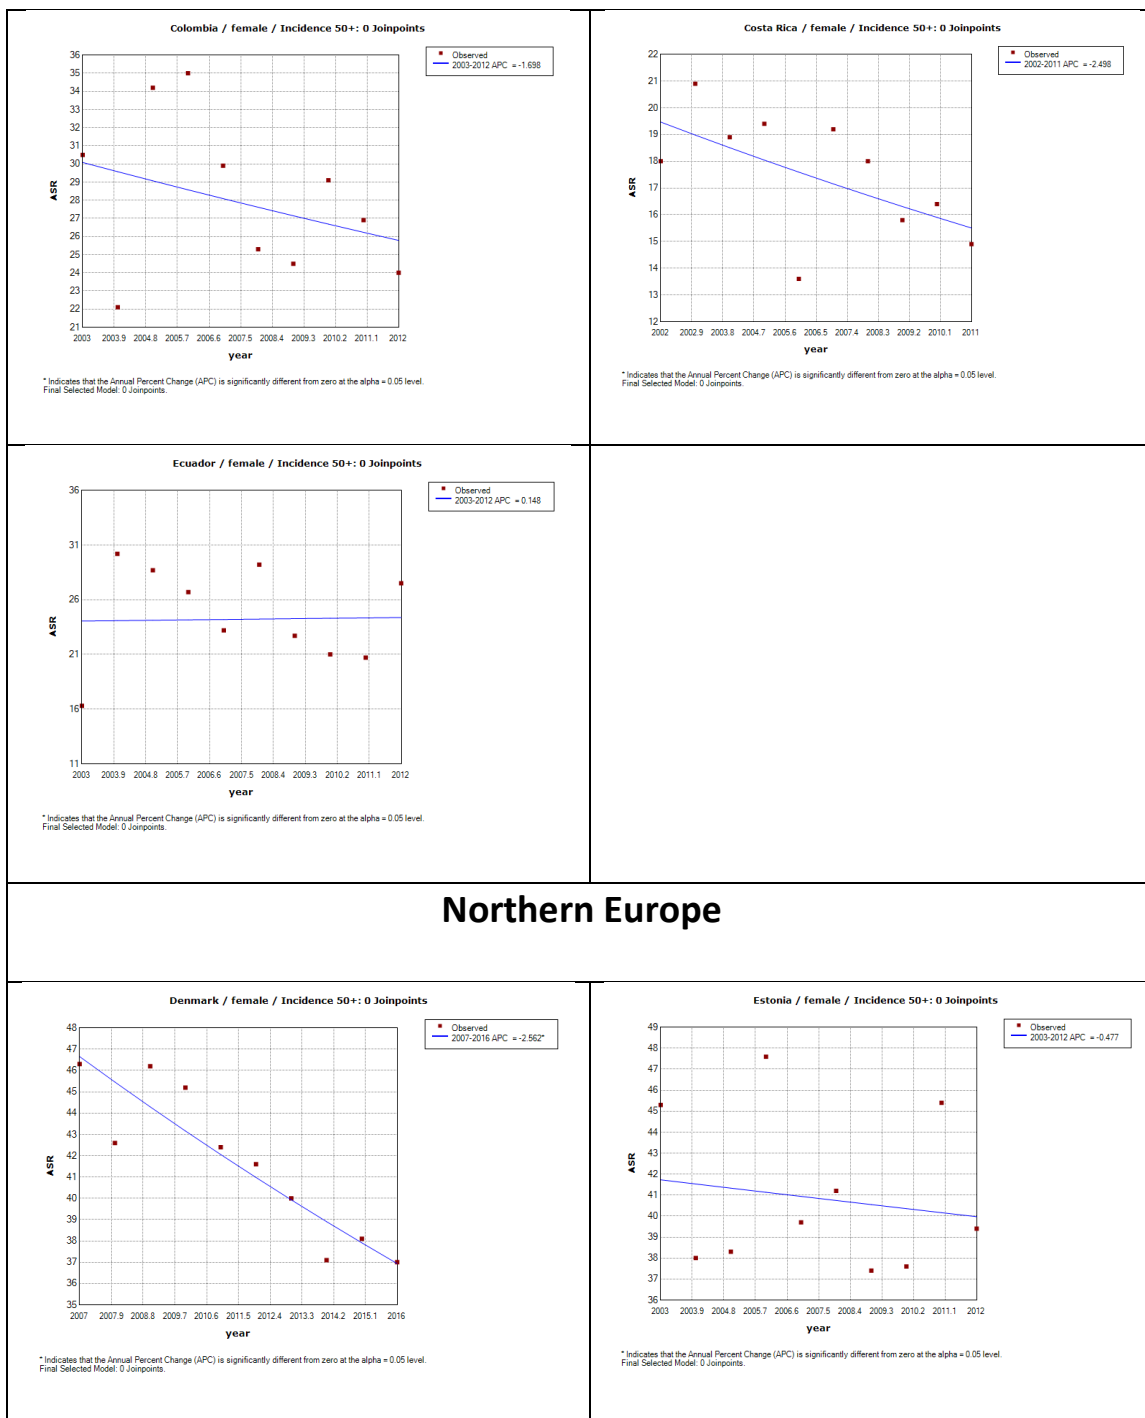 Colombia / female / Incidence 50+: 0 Joinpoints
Observed
2003-2012 APC = -1.698
36
35
34
33
32
31
30
29
28
27
26
25
24
23
22
21
ASR
2003 2003.9 2004.8 2005.7 2006.6 2007.5 2008.4 2009.3 2010.2 2011.1 2012
year
* Indicates that the Annual Percent Change (APC) is significantly different from zero at the alpha = 0.05 level.
Final Selected Model: 0 Joinpoints.
Costa Rica / female / Incidence 50+: 0 Joinpoints
Observed
2002-2011 APC = -2.498
22
21
20
19
18
17
16
15
14
13
12
ASR
2002 2002.9 2003.8 2004.7 2005.6 2006.5 2007.4 2008.3 2009.2 2010.1 2011
year
* Indicates that the Annual Percent Change (APC) is significantly different from zero at the alpha = 0.05 level.
Final Selected Model: 0 Joinpoints.
Ecuador / female / Incidence 50+: 0 Joinpoints
Observed
2003-2012 APC = 0.148
36
31
26
21
16
11
ASR
2003 2003.9 2004.8 2005.7 2006.6 2007.5 2008.4 2009.3 2010.2 2011.1 2012
year
* Indicates that the Annual Percent Change (APC) is significantly different from zero at the alpha = 0.05 level.
Final Selected Model: 0 Joinpoints.
Northern Europe
Denmark / female / Incidence 50+: 0 Joinpoints
Observed
2007-2016 APC = -2.562*
48
47
46
45
44
43
42
41
40
39
38
37
36
35
ASR
2007 2007.9 2008.8 2009.7 2010.6 2011.5 2012.4 2013.3 2014.2 2015.1 2016
year
* Indicates that the Annual Percent Change (APC) is significantly different from zero at the alpha = 0.05 level.
Final Selected Model: 0 Joinpoints.
Estonia / female / Incidence 50+: 0 Joinpoints
Observed
2003-2012 APC = -0.477
49
48
47
46
45
44
43
42
41
40
39
38
37
36
ASR
2003 2003.9 2004.8 2005.7 2006.6 2007.5 2008.4 2009.3 2010.2 2011.1 2012
year
* Indicates that the Annual Percent Change (APC) is significantly different from zero at the alpha = 0.05 level.
Final Selected Model: 0 Joinpoints.